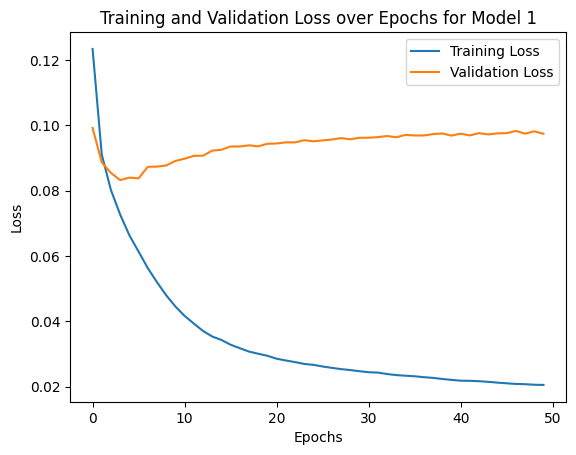 Training and Validation Loss over Epochs for Model 1
Training Loss
Validation Loss
0.12
0.10
0.08
0.06
0.04
0.02
Loss
0
10
20
30
40
50
Epochs